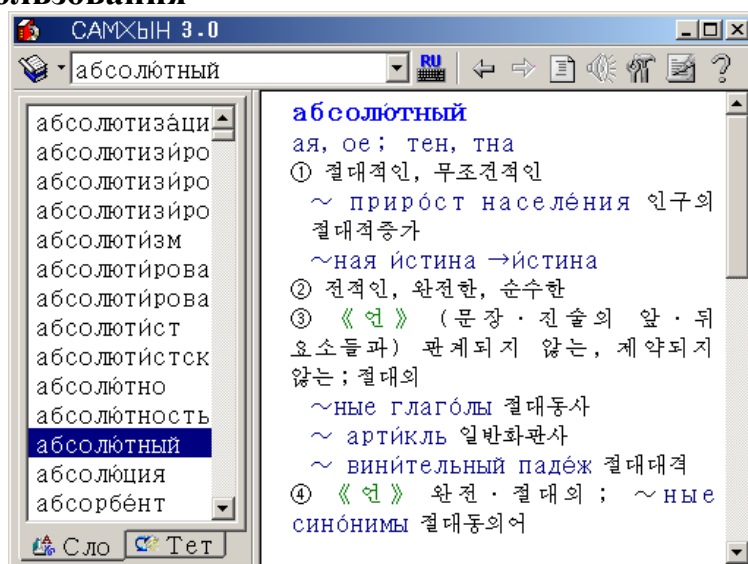 ользования
САМХЫН 3.0
абсолю́тный
RU
абсолютиза́ци
абсолютизи́ро
абсолютизи́ро
абсолютизи́ро
абсолюти́зм
абсолюти́рова
абсолюти́рова
абсолюти́ст
абсолюти́стск
абсолю́тно
абсолю́тность
абсолю́тный
абсолю́ция
абсорбе́нт
Сло Тет
абсолю́тный
ая, ое; тен, тна
① 절대적인, 무조건적인
~ приро́ст населе́ния 인구의
절대적증가
~ная и́стина →и́стина
② 전적인, 완전한, 순수한
③ 《언》 (문장·진술의 앞·뒤
요소들과) 관계되지 않는, 제약되지
않는; 절대의
~ные глаго́лы 절대동사
~ арти́кль 일반화관사
~ вини́тельный паде́ж 절대대격
④ 《언》 완전·절대의; ~ные
сино́нимы 절대동의어